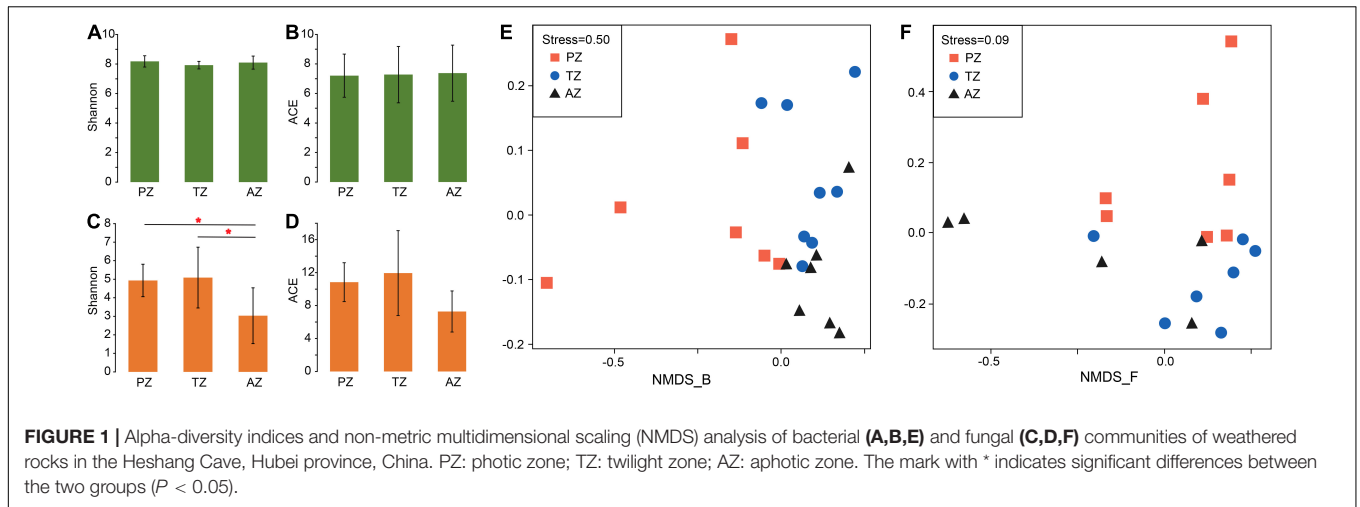 A
Shannon
10
8
6
4
2
0
PZ TZ AZ
B
ACE
10
8
6
4
2
0
PZ TZ AZ
C
Shannon
8
7
6
5
4
3
2
1
0
* *
PZ TZ AZ
D
ACE
16
12
8
4
0
PZ TZ AZ
E
Stress=0.50
PZ
TZ
AZ
0.2
0.1
0.0
-0.1
-0.2
-0.5 0.0
NMDS_B
F
Stress=0.09
PZ
TZ
AZ
0.4
0.2
0.0
-0.2
-0.5 0.0
NMDS_F
FIGURE 1 | Alpha-diversity indices and non-metric multidimensional scaling (NMDS) analysis of bacterial (A,B,E) and fungal (C,D,F) communities of weathered
rocks in the Heshang Cave, Hubei province, China. PZ: photic zone; TZ: twilight zone; AZ: aphotic zone. The mark with * indicates significant differences between
the two groups (P < 0.05).